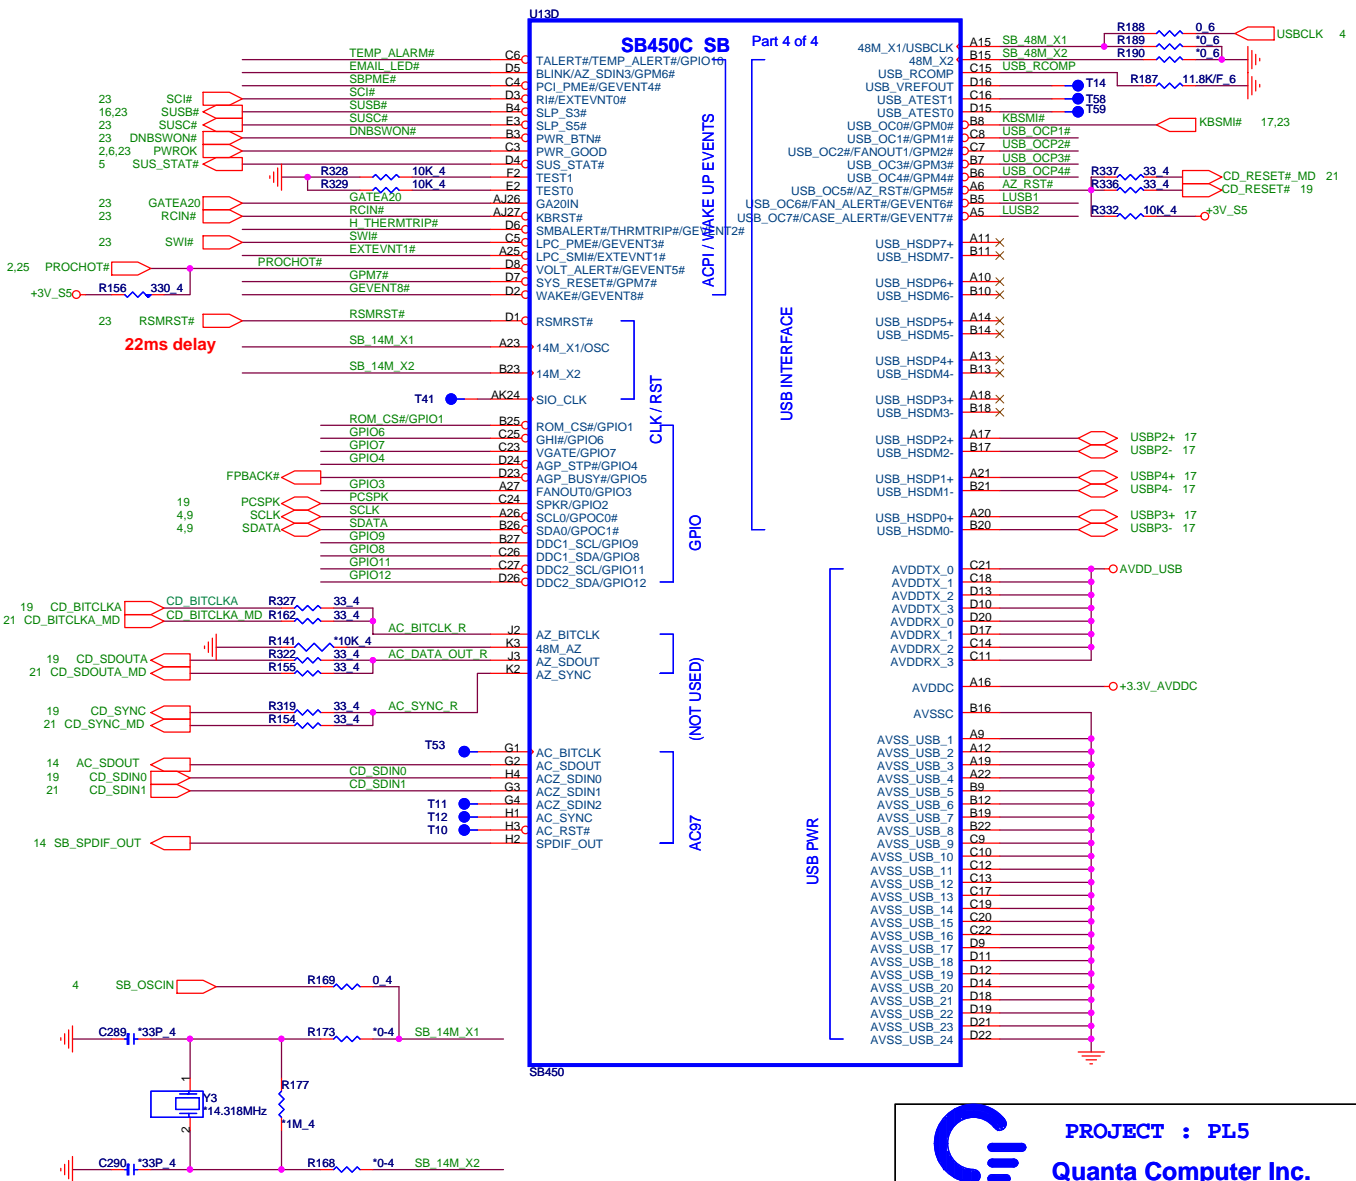 U13D
SB450C SB
Part 4 of 4
TEMP_ALARM# C6 TALERT#/TEMP_ALERT#/GPIO10
EMAIL_LED# D5 BLINK/AZ_SDIN3/GPM6#
SBPME# C4 PCI_PME#/GEVENT4#
23 SCI# SCI# D3 RI#/EXTEVNT0#
16,23 SUSB# SUSB# B4 SLP_S3#
23 SUSC# SUSC# E3 SLP_S5#
23 DNBSWON# DNBSWON# B3 PWR_BTN#
2,6,23 PWROK C3 PWR_GOOD
5 SUS_STAT# D4 SUS_STAT#
R328 10K_4 F2 TEST1
R329 10K_4 E2 TEST0
23 GATEA20 GATEA20 AJ26 GA20IN
23 RCIN# RCIN# AJ27 KBRST#
H_THERMTRIP# D6 SMBALERT#/THRMTRIP#/GEVENT2#
23 SWI# SWI# C5 LPC_PME#/GEVENT3#
EXTEVNT1# A25 LPC_SMI#/EXTEVNT1#
2,25 PROCHOT# PROCHOT# D8 VOLT_ALERT#/GEVENT5#
GPM7# D7 SYS_RESET#/GPM7#
+3V_S5 R156 330_4 GEVENT8# D2 WAKE#/GEVENT8#
ACPI / WAKE UP EVENTS
23 RSMRST# RSMRST# D1 RSMRST#
22ms delay
SB_14M_X1 A23 14M_X1/OSC
SB_14M_X2 B23 14M_X2
T41 AK24 SIO_CLK
CLK / RST
ROM_CS#/GPIO1 B25 ROM_CS#/GPIO1
GPIO6 C25 GHI#/GPIO6
GPIO7 C23 VGATE/GPIO7
GPIO4 D24 AGP_STP#/GPIO4
FPBACK# D23 AGP_BUSY#/GPIO5
GPIO3 A27 FANOUT0/GPIO3
19 PCSPK PCSPK C24 SPKR/GPIO2
4,9 SCLK SCLK A26 SCL0/GPOC0#
4,9 SDATA SDATA B26 SDA0/GPOC1#
GPIO9 B27 DDC1_SCL/GPIO9
GPIO8 C26 DDC1_SDA/GPIO8
GPIO11 C27 DDC2_SCL/GPIO11
GPIO12 D26 DDC2_SDA/GPIO12
GPIO
19 CD_BITCLKA CD_BITCLKA R327 33_4
21 CD_BITCLKA_MD CD_BITCLKA_MD R162 33_4
AC_BITCLK_R J2 AZ_BITCLK
R141 *10K_4 K3 48M_AZ
19 CD_SDOUTA R322 33_4 AC_DATA_OUT_R J3 AZ_SDOUT
21 CD_SDOUTA_MD R155 33_4 K2 AZ_SYNC
(NOT USED)
19 CD_SYNC R319 33_4 AC_SYNC_R
21 CD_SYNC_MD R154 33_4
T53 G1 AC_BITCLK
14 AC_SDOUT G2 AC_SDOUT
19 CD_SDIN0 CD_SDIN0 H4 ACZ_SDIN0
21 CD_SDIN1 CD_SDIN1 G3 ACZ_SDIN1
T11 G4 ACZ_SDIN2
T12 H1 AC_SYNC
T10 H3 AC_RST#
14 SB_SPDIF_OUT H2 SPDIF_OUT
AC97
R188 0_6 USBCLK 4
48M_X1/USBCLK A15 SB_48M_X1 R189 *0_6
48M_X2 B15 SB_48M_X2 R190 *0_6
USB_RCOMP C15 USB_RCOMP R187 11.8K/F_6
USB_VREFOUT D16 T14
USB_ATEST1 C16 T58
USB_ATEST0 D15 T59
USB_OC0#/GPM0# B8 KBSMI# KBSMI# 17,23
USB_OC1#/GPM1# C8 USB_OCP1#
USB_OC2#/FANOUT1/GPM2# C7 USB_OCP2#
USB_OC3#/GPM3# B7 USB_OCP3#
USB_OC4#/GPM4# B6 USB_OCP4# R337 33_4 CD_RESET#_MD 21
USB_OC5#/AZ_RST#/GPM5# A6 AZ_RST# R336 33_4 CD_RESET# 19
USB_OC6#/FAN_ALERT#/GEVENT6# B5 LUSB1
USB_OC7#/CASE_ALERT#/GEVENT7# A5 LUSB2 R332 10K_4 +3V_S5
USB_HSDP7+ A11
USB_HSDM7- B11
USB_HSDP6+ A10
USB_HSDM6- B10
USB_HSDP5+ A14
USB_HSDM5- B14
USB_HSDP4+ A13
USB_HSDM4- B13
USB_HSDP3+ A18
USB_HSDM3- B18
USB_HSDP2+ A17 USBP2+ 17
USB_HSDM2- B17 USBP2- 17
USB_HSDP1+ A21 USBP4+ 17
USB_HSDM1- B21 USBP4- 17
USB_HSDP0+ A20 USBP3+ 17
USB_HSDM0- B20 USBP3- 17
USB INTERFACE
AVDDTX_0 C21 AVDD_USB
AVDDTX_1 C18
AVDDTX_2 D13
AVDDTX_3 D10
AVDDRX_0 D20
AVDDRX_1 D17
AVDDRX_2 C14
AVDDRX_3 C11
AVDDC A16 +3.3V_AVDDC
AVSSC B16
AVSS_USB_1 A9
AVSS_USB_2 A12
AVSS_USB_3 A19
AVSS_USB_4 A22
AVSS_USB_5 B9
AVSS_USB_6 B12
AVSS_USB_7 B19
AVSS_USB_8 B22
AVSS_USB_9 C9
AVSS_USB_10 C10
AVSS_USB_11 C12
AVSS_USB_12 C13
AVSS_USB_13 C17
AVSS_USB_14 C19
AVSS_USB_15 C20
AVSS_USB_16 C22
AVSS_USB_17 D9
AVSS_USB_18 D11
AVSS_USB_19 D12
AVSS_USB_20 D14
AVSS_USB_21 D18
AVSS_USB_22 D19
AVSS_USB_23 D21
AVSS_USB_24 D22
USB PWR
SB450
4 SB_OSCIN R169 0_4
C289 *33P_4 R173 *0-4 SB_14M_X1
1
Y3
*14.318MHz
2
R177
*1M_4
C290 *33P_4 R168 *0-4 SB_14M_X2
PROJECT : PL5
Quanta Computer Inc.